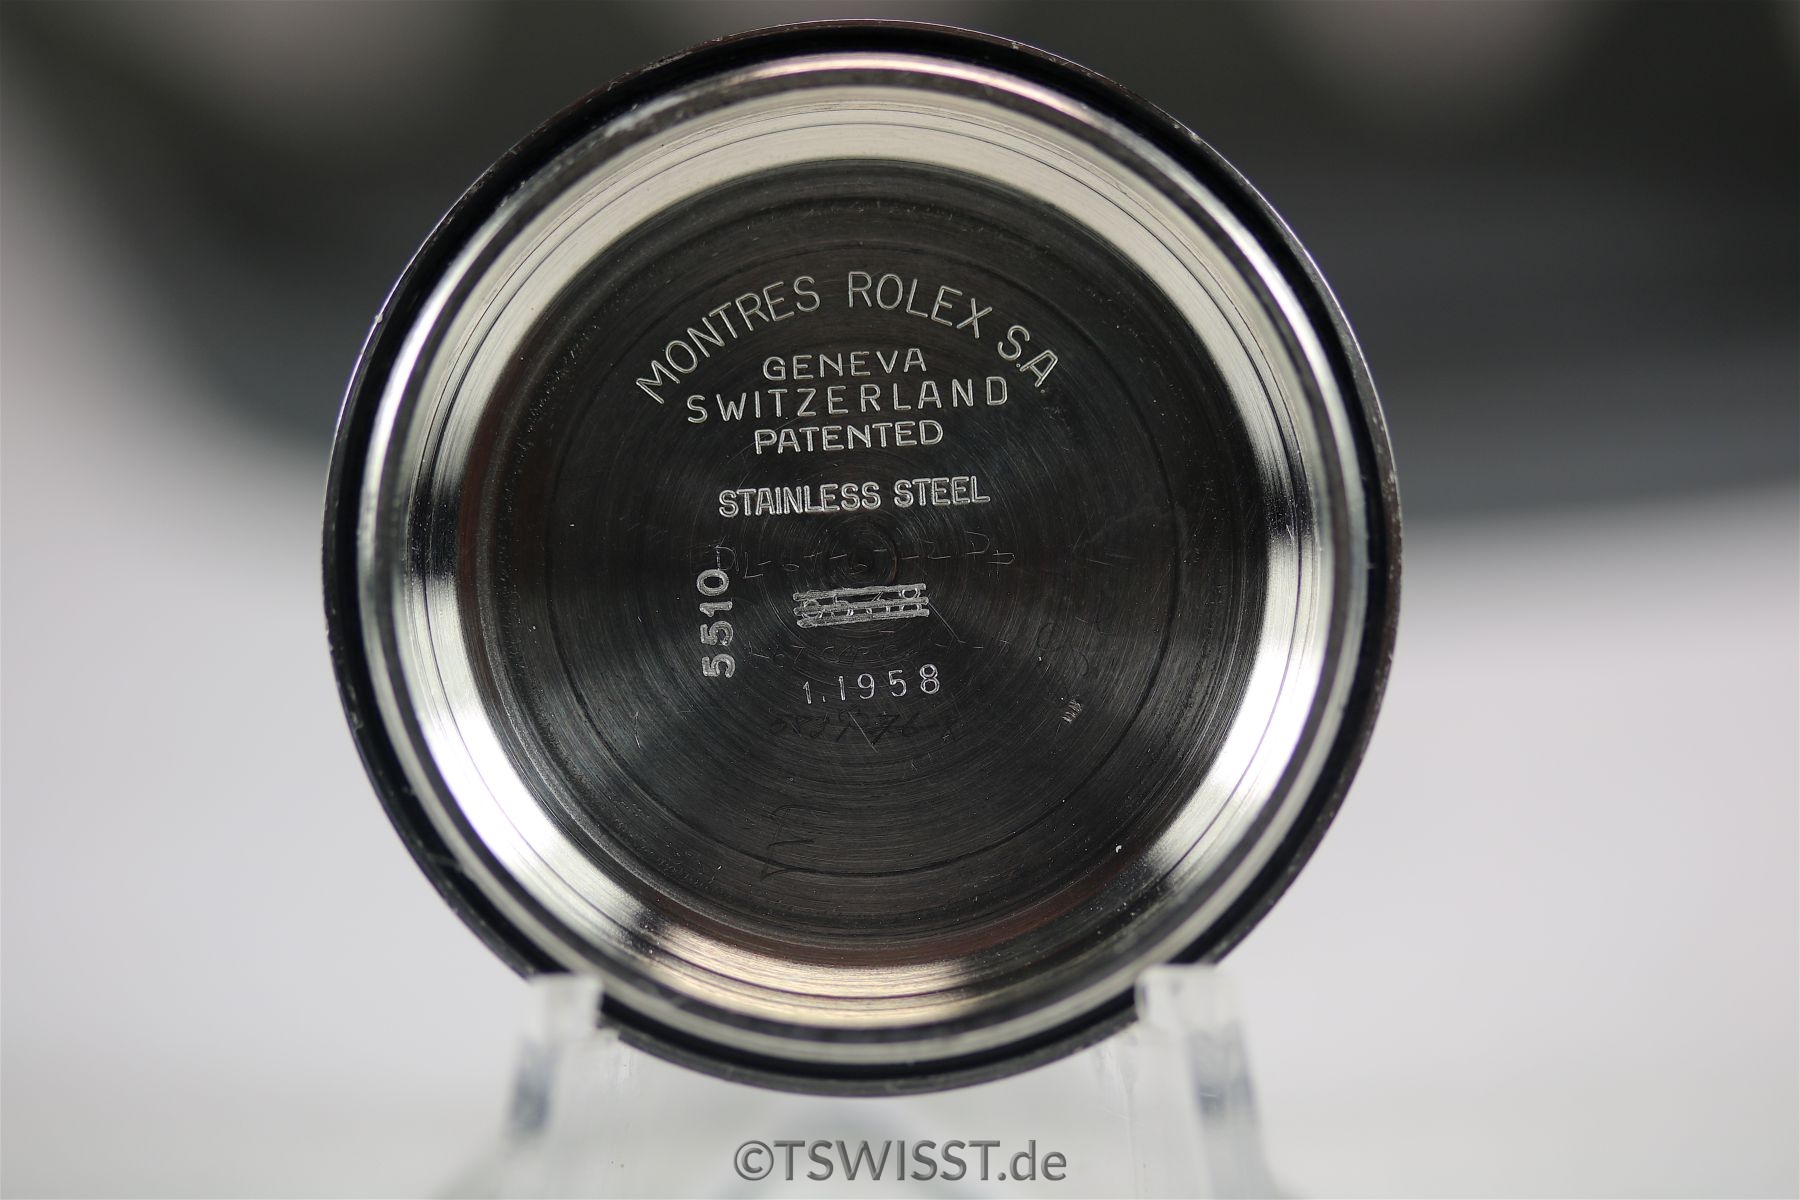 MONTRES ROLEX S.A.
GENEVA
SWITZERLAND
PATENTED
STAINLESS STEEL
5510
1.1958
©TSWISST.de